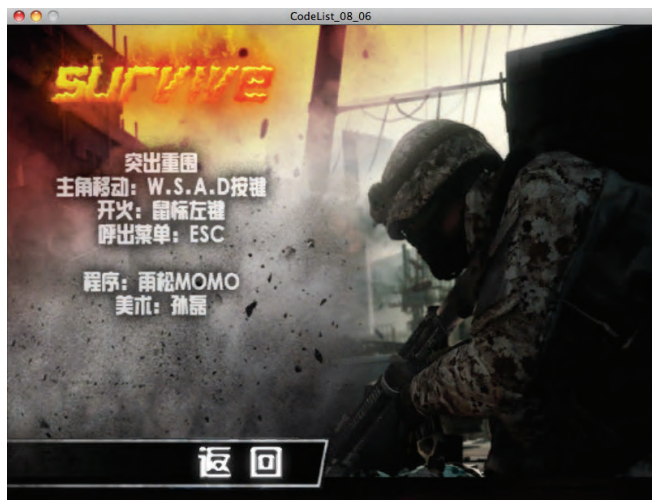 CodeList_08_06
SURVIVE
突出重围
主角移动：W.S.A.D按键
开火：鼠标左键
呼出菜单：ESC
程序：雨松MOMO
美术：孙磊
返回